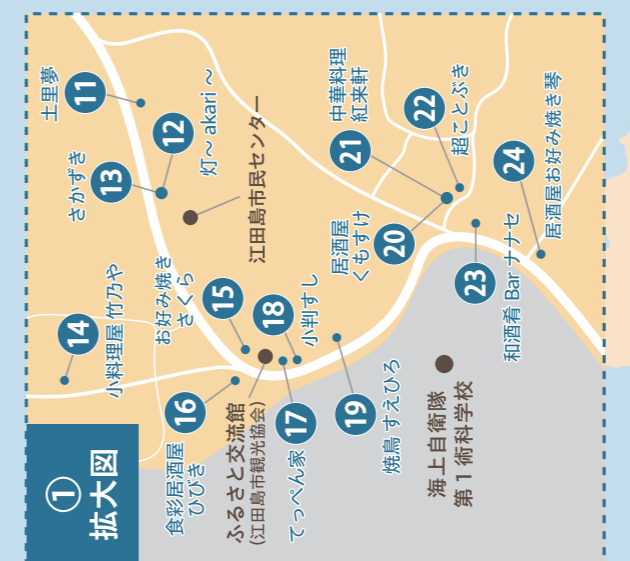 ①
拡大図
11
土里夢
12
灯〜 akari 〜
13
さかずき
江田島市民センター
14
小料理屋 竹乃や
15
お好み焼き
さくら
16
食彩居酒屋
ひびき
ふるさと交流館
(江田島市観光協会)
17
てっぺん家
18
小判すし
19
焼鳥 すえひろ
20
居酒屋
くもすけ
21
中華料理
紅来軒
22
超ことぶき
23
和酒肴 Bar ナナセ
24
居酒屋お好み焼き琴
海上自衛隊
第１術科学校